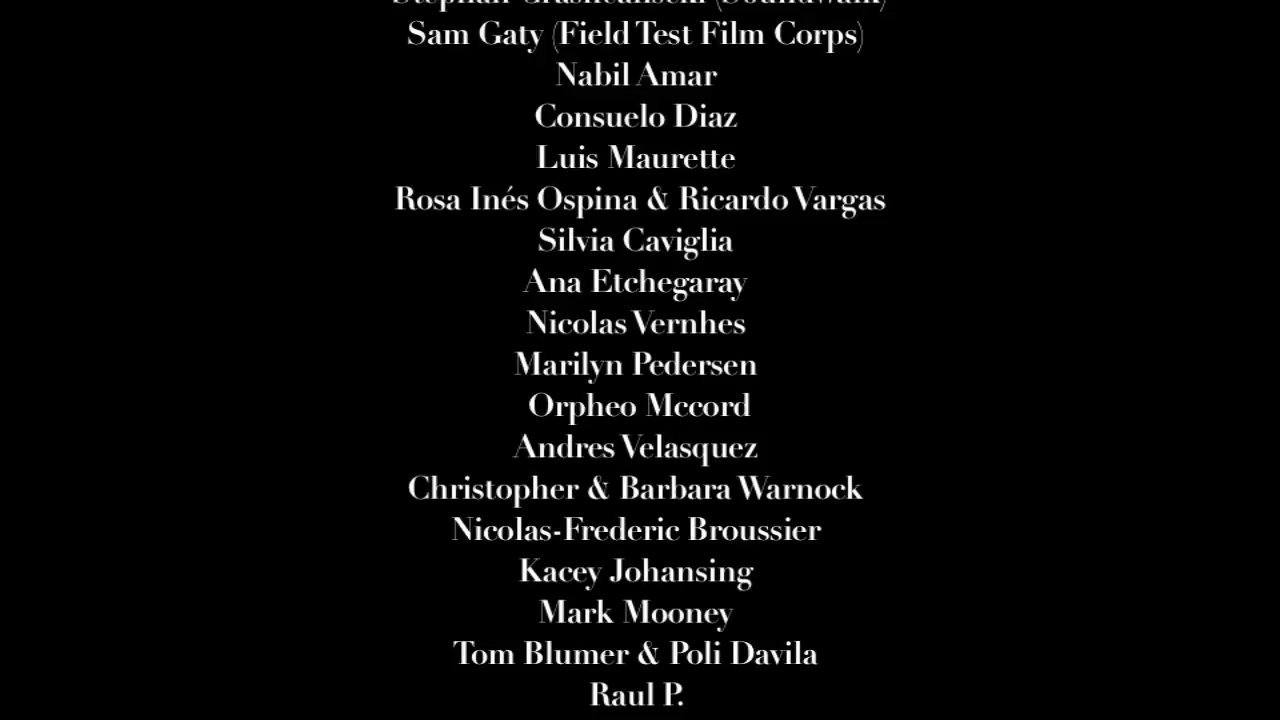 Sam Gaty (Field Test Film Corps)
Nabil Amar
Consuelo Diaz
Luis Maurette
Rosa Inés Ospina & Ricardo Vargas
Silvia Caviglia
Ana Etchegaray
Nicolas Vernhes
Marilyn Pedersen
Orpheo Mccord
Andres Velasquez
Christopher & Barbara Warnock
Nicolas-Frederic Broussier
Kacey Johansing
Mark Mooney
Tom Blumer & Poli Davila
Raul P.